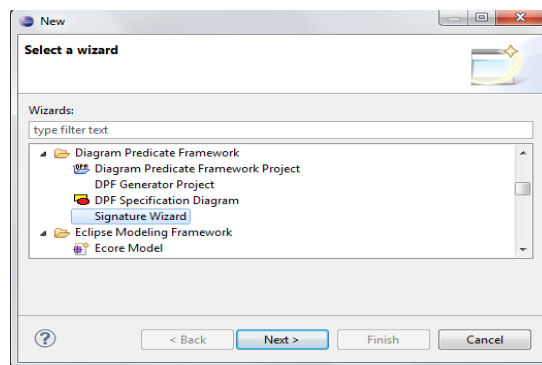 New
Select a wizard
Wizards:
type filter text
Diagram Predicate Framework
Diagram Predicate Framework Project
DPF Generator Project
DPF Specification Diagram
Signature Wizard
Eclipse Modeling Framework
Ecore Model
? < Back Next > Finish Cancel